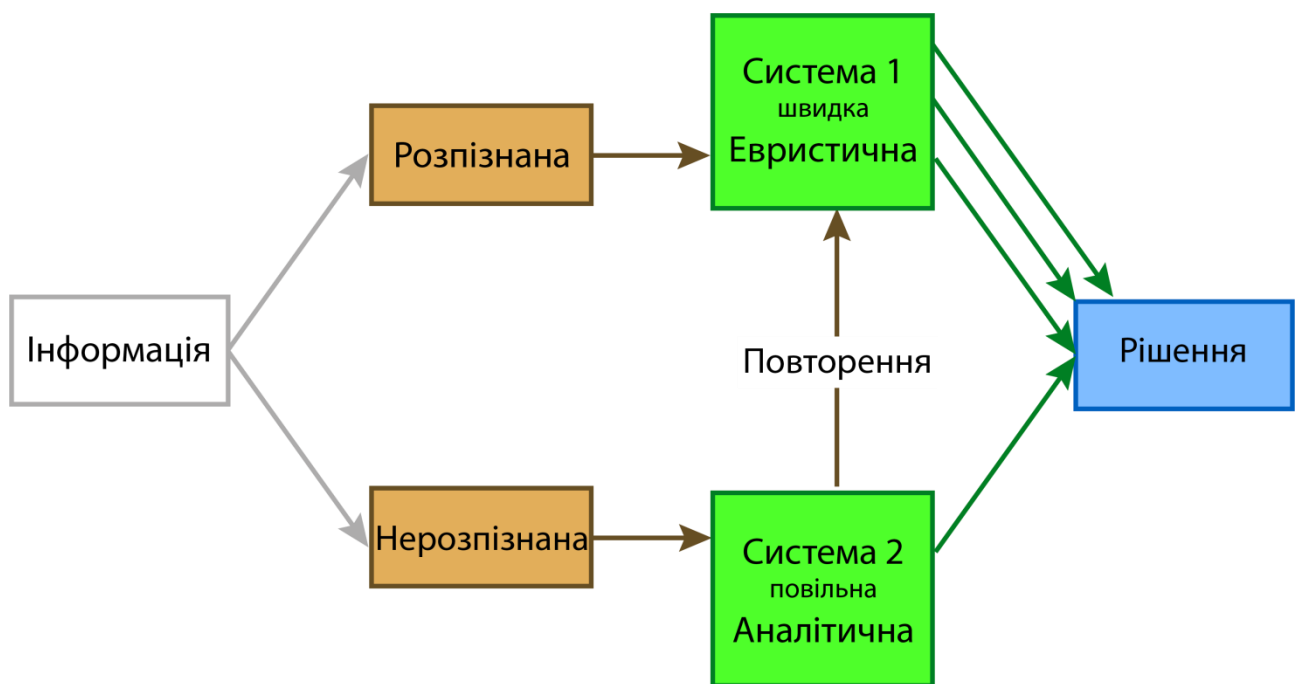 Інформація
Розпізнана
Нерозпізнана
Система 1
швидка
Евристична
Повторення
Система 2
повільна
Аналітична
Рішення